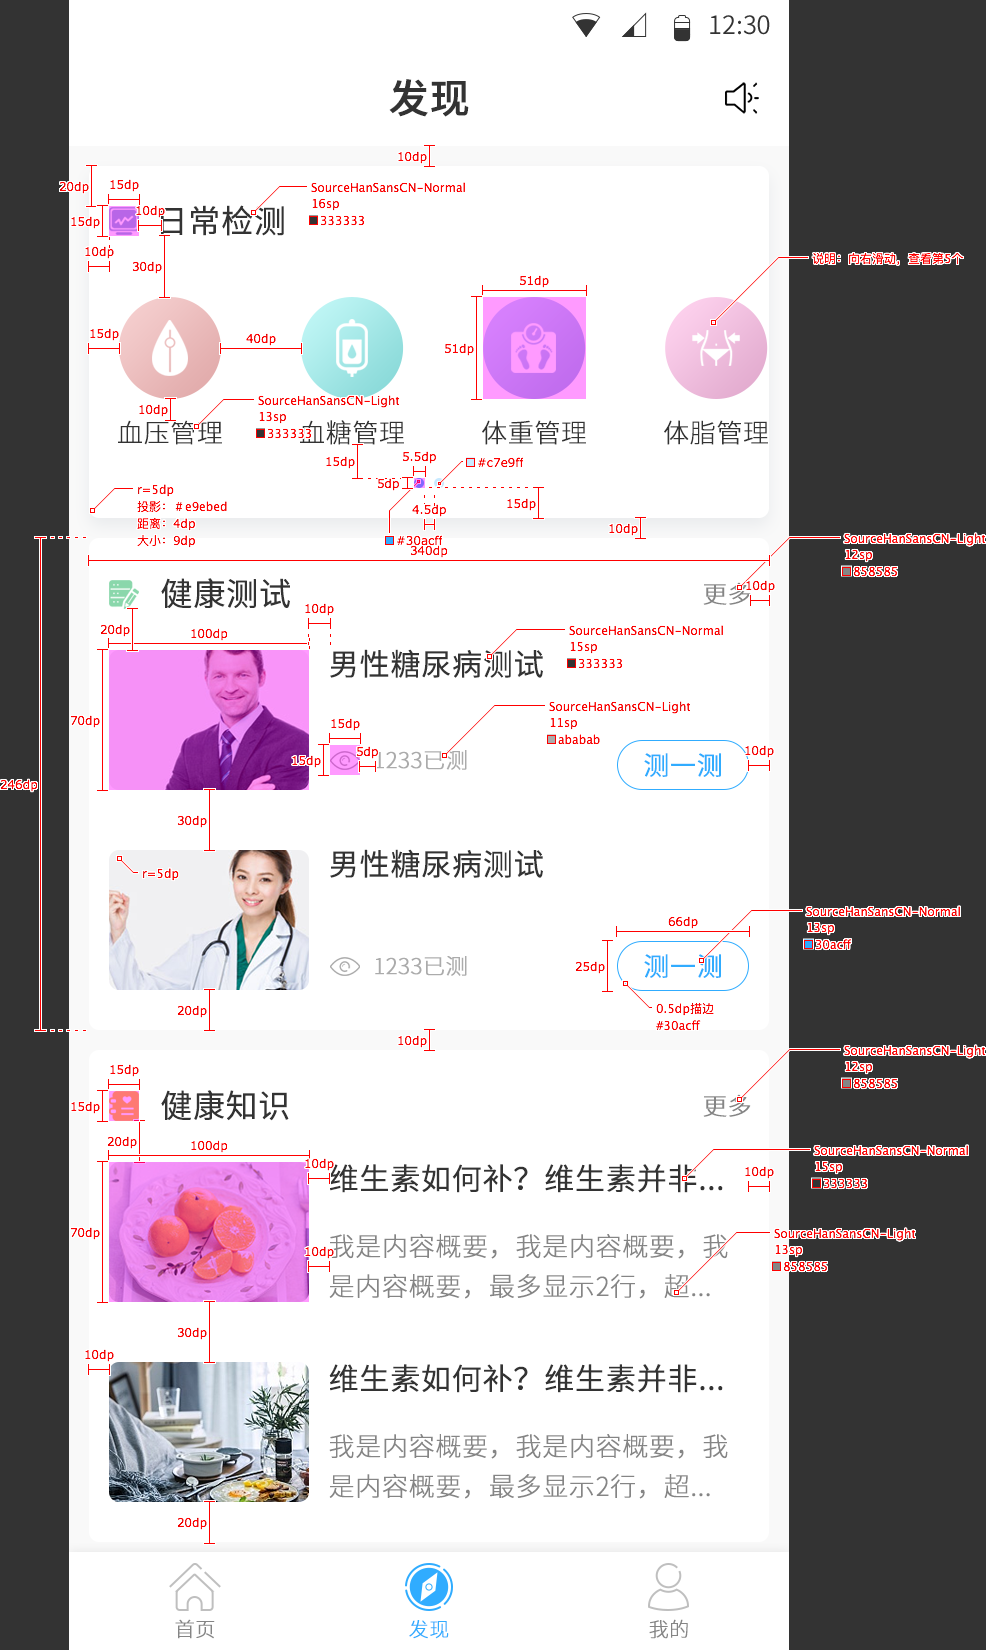 12:30
发现
10dp
20dp
15dp
SourceHanSansCN-Normal
16sp
333333
15dp
10dp
日常检测
10dp
30dp
说明：向右滑动，查看第5个
51dp
15dp
40dp
51dp
10dp
SourceHanSansCN-Light
13sp
333333
血压管理
血糖管理
体重管理
体脂管理
15dp
5.5dp
#c7e9ff
5dp
r=5dp
投影：#e9ebed
距离：4dp
大小：9dp
4.5dp
15dp
#30acff
10dp
340dp
SourceHanSansCN-Light
12sp
858585
健康测试
更多
10dp
20dp
100dp
10dp
SourceHanSansCN-Normal
15sp
333333
男性糖尿病测试
70dp
SourceHanSansCN-Light
11sp
ababab
15dp
15dp
5dp
1233已测
测一测
10dp
246dp
30dp
r=5dp
男性糖尿病测试
SourceHanSansCN-Normal
13sp
30acff
66dp
25dp
1233已测
测一测
20dp
0.5dp描边
#30acff
10dp
SourceHanSansCN-Light
12sp
858585
15dp
15dp
健康知识
更多
20dp
100dp
10dp
SourceHanSansCN-Normal
15sp
333333
维生素如何补？维生素并非...
10dp
70dp
10dp
SourceHanSansCN-Light
13sp
858585
我是内容概要，我是内容概要，我
是内容概要，最多显示2行，超...
30dp
10dp
维生素如何补？维生素并非...
我是内容概要，我是内容概要，我
是内容概要，最多显示2行，超...
20dp
首页
发现
我的